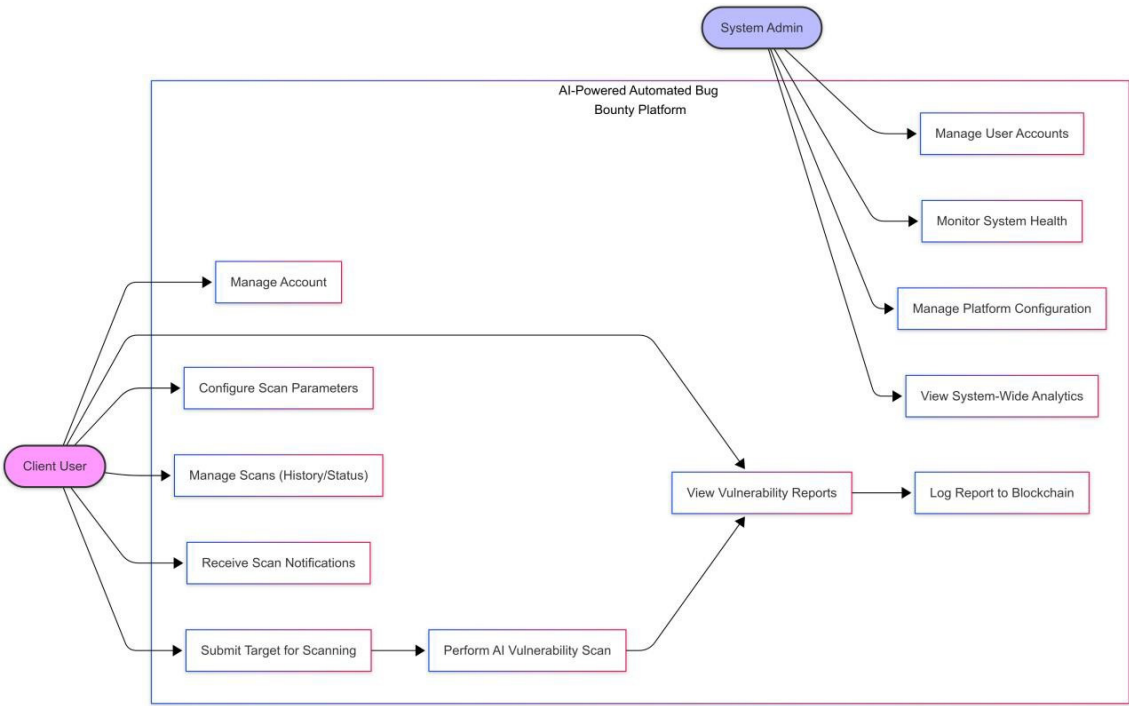 System Admin
AI-Powered Automated Bug
Bounty Platform
Manage User Accounts
Monitor System Health
Manage Account
Manage Platform Configuration
Configure Scan Parameters
View System-Wide Analytics
Client User
Manage Scans (History/Status)
View Vulnerability Reports
Log Report to Blockchain
Receive Scan Notifications
Submit Target for Scanning
Perform AI Vulnerability Scan